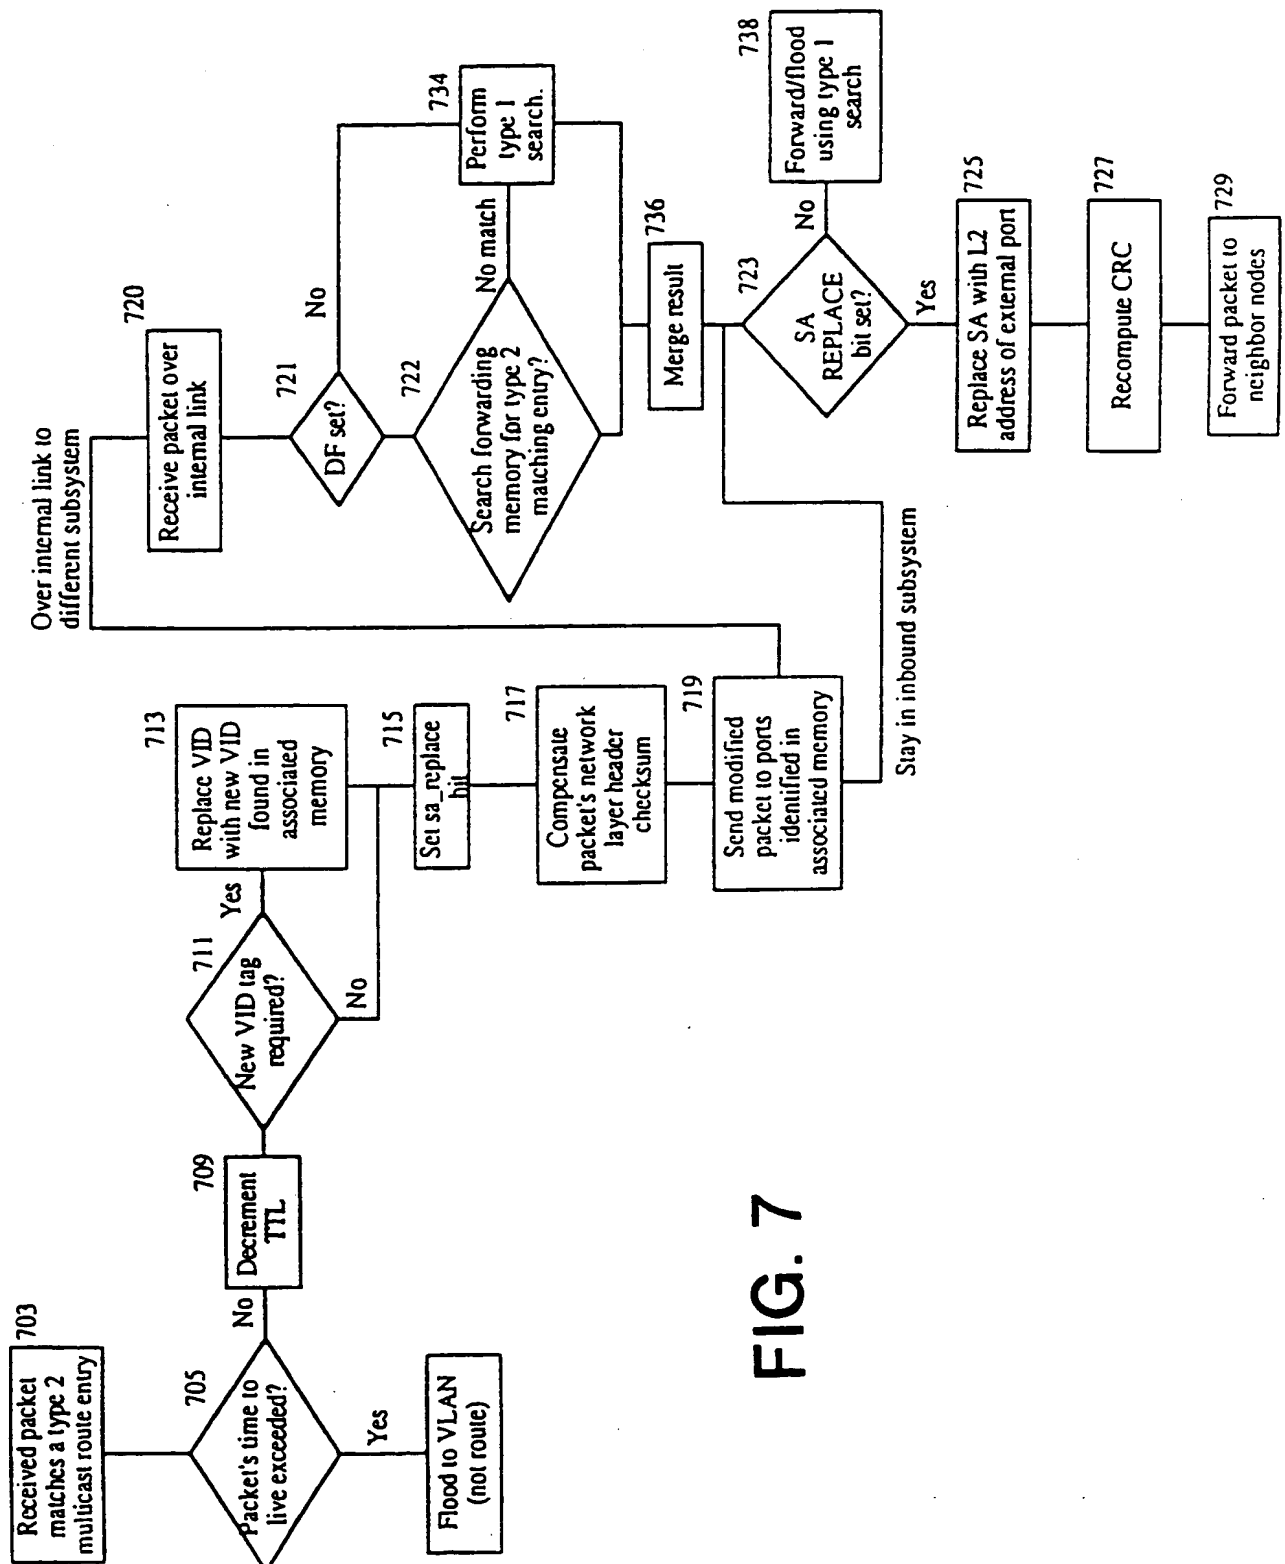 703
Received packet
matches a type 2
multicast route entry
705
Packet's time to
live exceeded?
Yes
Flood to VLAN
(not route)
No
709
Decrement
TTL
711
New VID tag
required?
Yes
No
713
Replace VID
with new VID
found in
associated
memory
715
Set sa_replace
bit
717
Compensate
packet's network
layer header
checksum
719
Send modified
packet to ports
identified in
associated memory
Over internal link to
different subsystem
Stay in inbound subsystem
720
Receive packet over
internal link
721
DF set?
No
722
Search forwarding
memory for type 2
matching entry?
No match
734
Perform
type 1
search.
736
Merge result
723
SA
REPLACE
bit set?
No
738
Forward/flood
using type 1
search
Yes
725
Replace SA with L2
address of external port
727
Recompute CRC
729
Forward packet to
neighbor nodes
FIG. 7